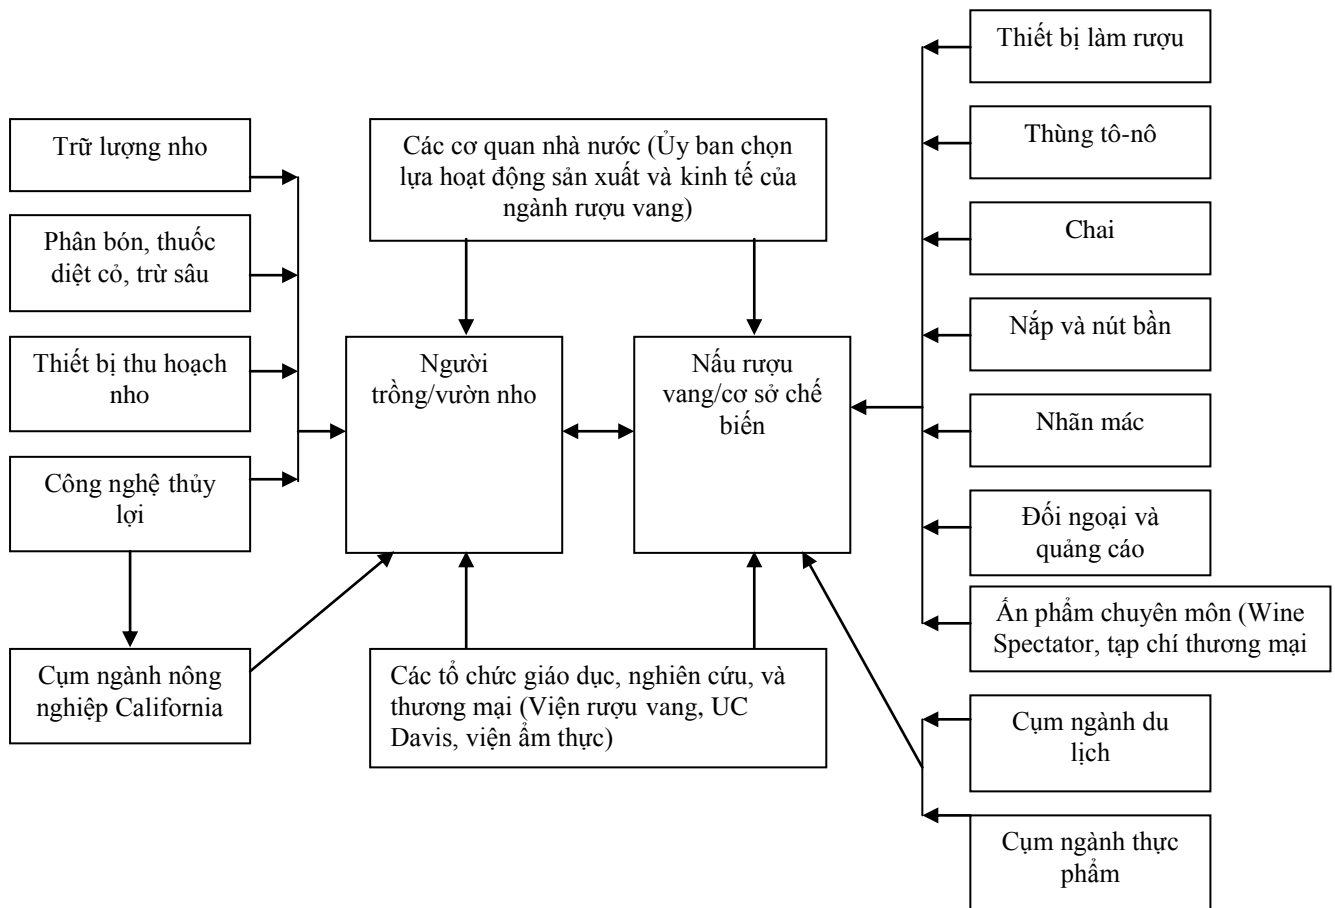 Thiết bị làm rượu
Trữ lượng nho
Các cơ quan nhà nước (Ủy ban chọn
lựa hoạt động sản xuất và kinh tế của
ngành rượu vang)
Thùng tô-nô
Phân bón, thuốc
diệt cỏ, trừ sâu
Chai
Thiết bị thu hoạch
nho
Người
trồng/vườn nho
Nấu rượu
vang/cơ sở chế
biến
Nắp và nút bần
Nhãn mác
Công nghệ thủy
lợi
Đối ngoại và
quảng cáo
Ấn phẩm chuyên môn (Wine
Spectator, tạp chí thương mại
Cụm ngành nông
nghiệp California
Các tổ chức giáo dục, nghiên cứu, và
thương mại (Viện rượu vang, UC
Davis, viện ẩm thực)
Cụm ngành du
lịch
Cụm ngành thực
phẩm